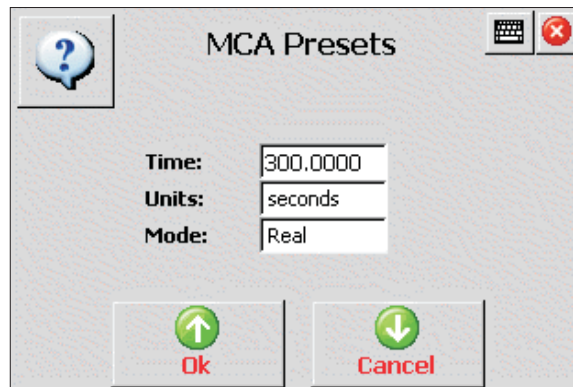 MCA Presets
Time: 300.0000
Units: seconds
Mode: Real
Ok Cancel